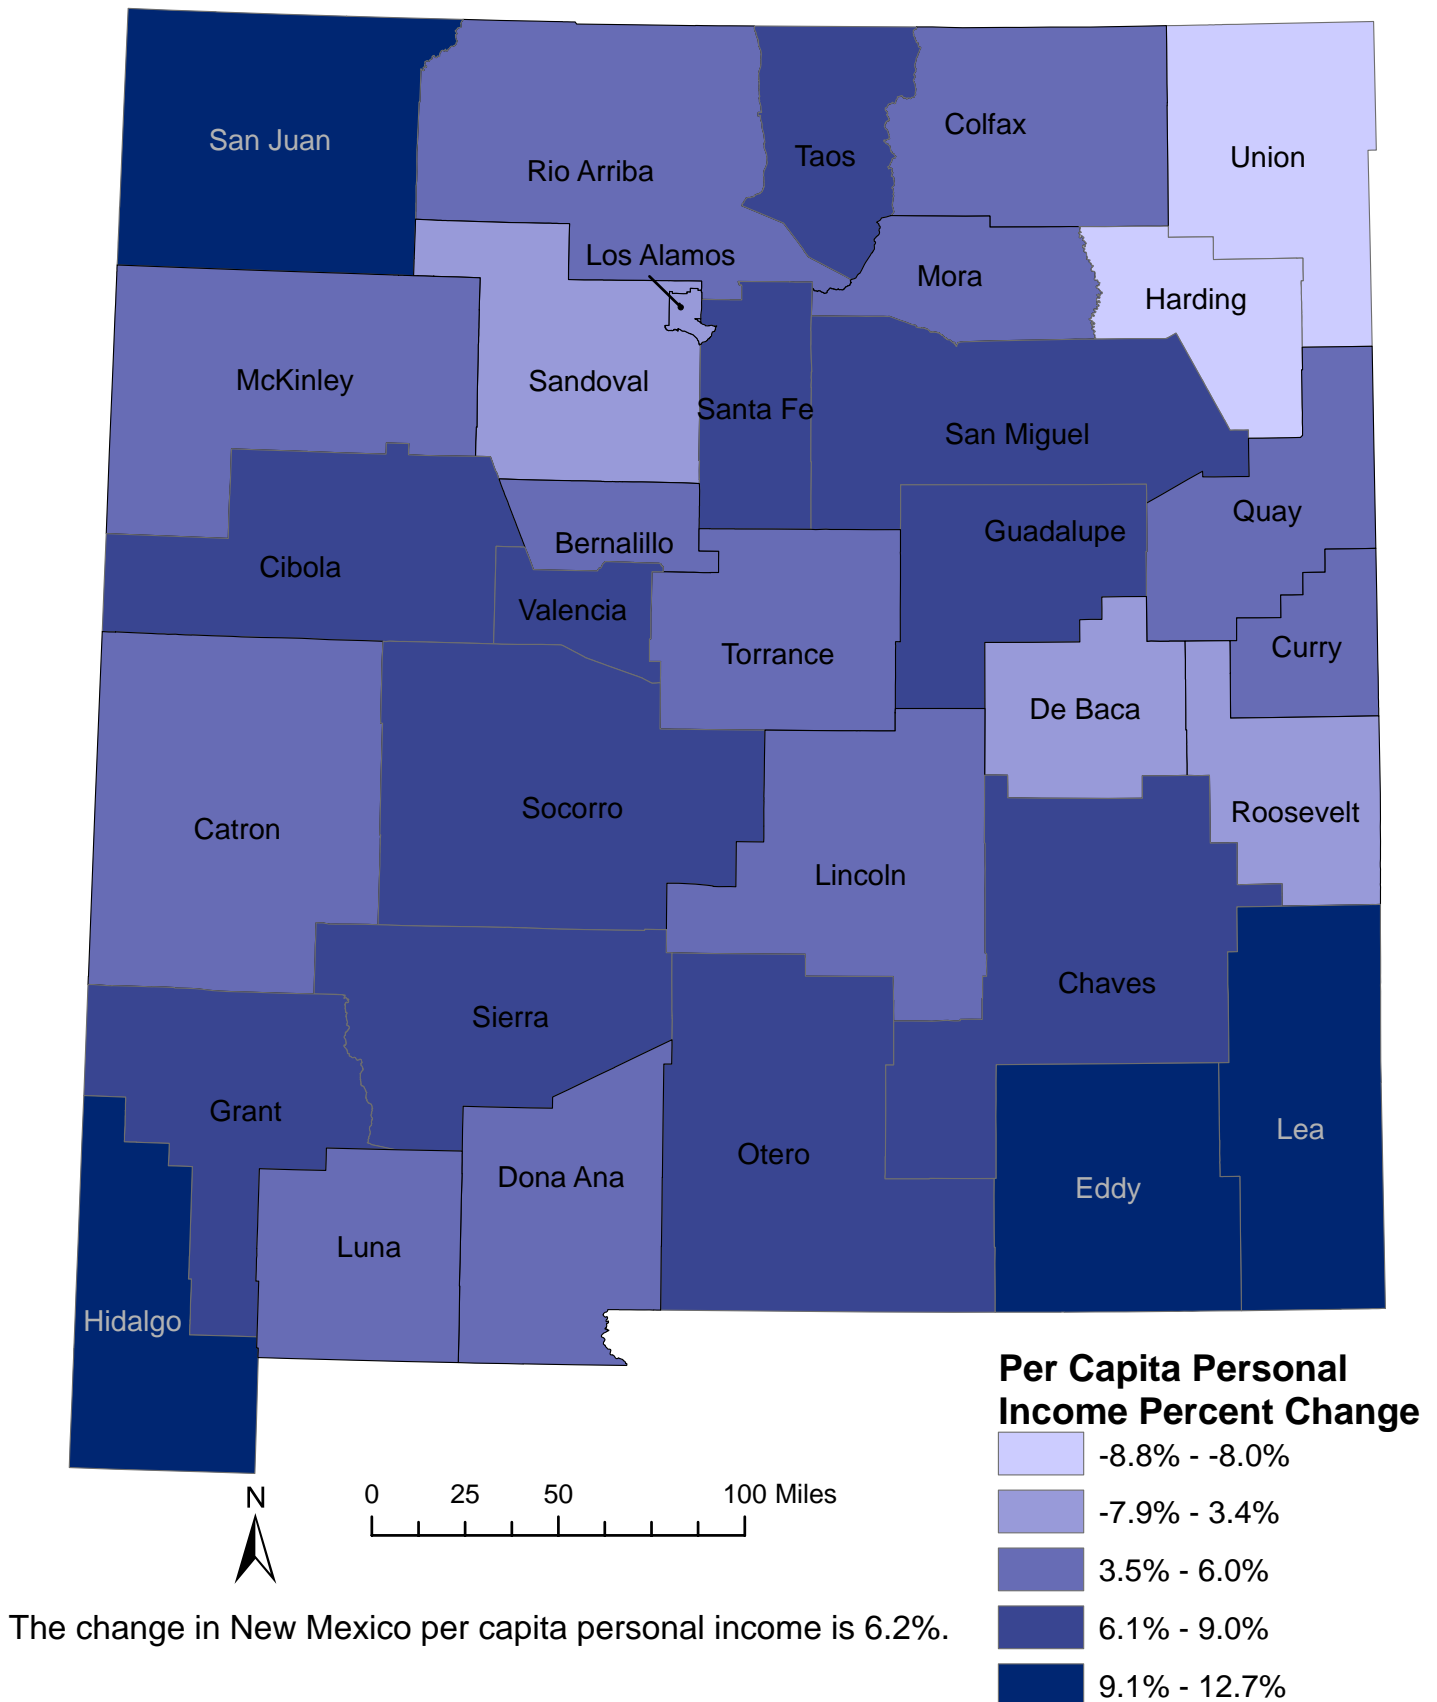 San Juan
Rio Arriba
Taos
Colfax
Union
Los Alamos
Mora
Harding
McKinley
Sandoval
Santa Fe
San Miguel
Quay
Guadalupe
Bernalillo
Cibola
Valencia
Torrance
Curry
De Baca
Roosevelt
Socorro
Catron
Lincoln
Chaves
Sierra
Grant
Otero
Lea
Dona Ana
Eddy
Luna
Hidalgo
Per Capita Personal
Income Percent Change
-8.8% - -8.0%
-7.9% - 3.4%
3.5% - 6.0%
6.1% - 9.0%
9.1% - 12.7%
N
0 25 50 100 Miles
The change in New Mexico per capita personal income is 6.2%.